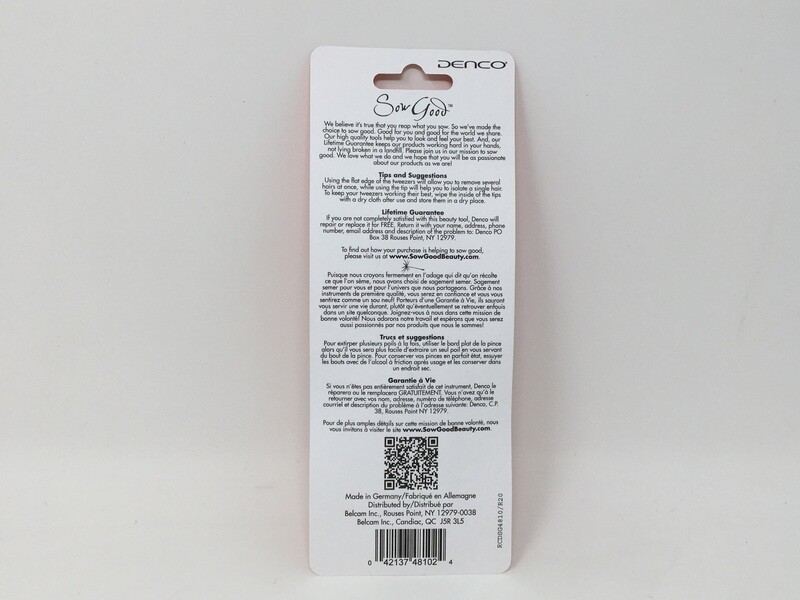 DENCO
Sow Good™
We believe it's true that you reap what you sow. So we've made the
choice to sow good. Good for you and good for the world we share.
Our high quality tools help you to look and feel your best. And, our
Lifetime Guarantee keeps our products working hard in your hands,
not lying broken in a landfill. Please join us in our mission to sow
good. We love what we do and we hope that you will be as passionate
about our products as we are!
Tips and Suggestions
Using the flat edge of the tweezers will allow you to remove several
hairs at once, while using the tip will help you to isolate a single hair.
To keep your tweezers working their best, wipe the inside of the tips
with a dry cloth after use and store them in a dry place.
Lifetime Guarantee
If you are not completely satisfied with this beauty tool, Denco will
repair or replace it for FREE. Return it with your name, address, phone
number, email address and description of the problem to: Denco PO
Box 38 Rouses Point, NY 12979.
To find out how your purchase is helping to sow good,
please visit us at www.SowGoodBeauty.com.
Puisque nous croyons fermement en l'adage qui dit qu'on récolte
ce que l'on sème, nous avons choisi de sagement semer. Sagement
semer pour vous et pour l'univers que nous partageons. Grâce à nos
instruments de première qualité, vous serez en confiance et vous vous
sentirez comme un sou neuf! Porteurs d'une Garantie à Vie, ils sauront
vous servir une vie durant, plutôt qu'éventuellement se retrouver enfouis
dans un site quelconque. Joignez-vous à nous dans cette mission de
bonne volonté! Nous adorons notre travail et espérons que vous serez
aussi passionnés par nos produits que nous le sommes!
Trucs et suggestions
Pour extirper plusieurs poils à la fois, utiliser le bord plat de la pince
alors qu'il vous sera plus facile d'extraire un seul poil en vous servant
du bout de la pince. Pour conserver vos pinces en parfait état, essuyer
les bouts avec de l'alcool à friction après usage et les conserver dans
un endroit sec.
Garantie à Vie
Si vous n'êtes pas entièrement satisfait de cet instrument, Denco le
réparera ou le remplacera GRATUITEMENT. Vous n'avez qu'à le
retourner avec vos nom, adresse, numéro de téléphone, adresse
courriel et description du problème à l'adresse suivante: Denco, C.P.
38, Rouses Point, NY 12979.
Pour de plus amples détails sur cette mission de bonne volonté, nous
vous invitons à visiter le site www.SowGoodBeauty.com.
Made in Germany/Fabriqué en Allemagne
Distributed by/Distribué par
Belcam Inc., Rouses Point, NY 12979-0038
Belcam Inc., Candiac, QC J5R 3L5
RCDSG4810/R20
0 42137 48102 4